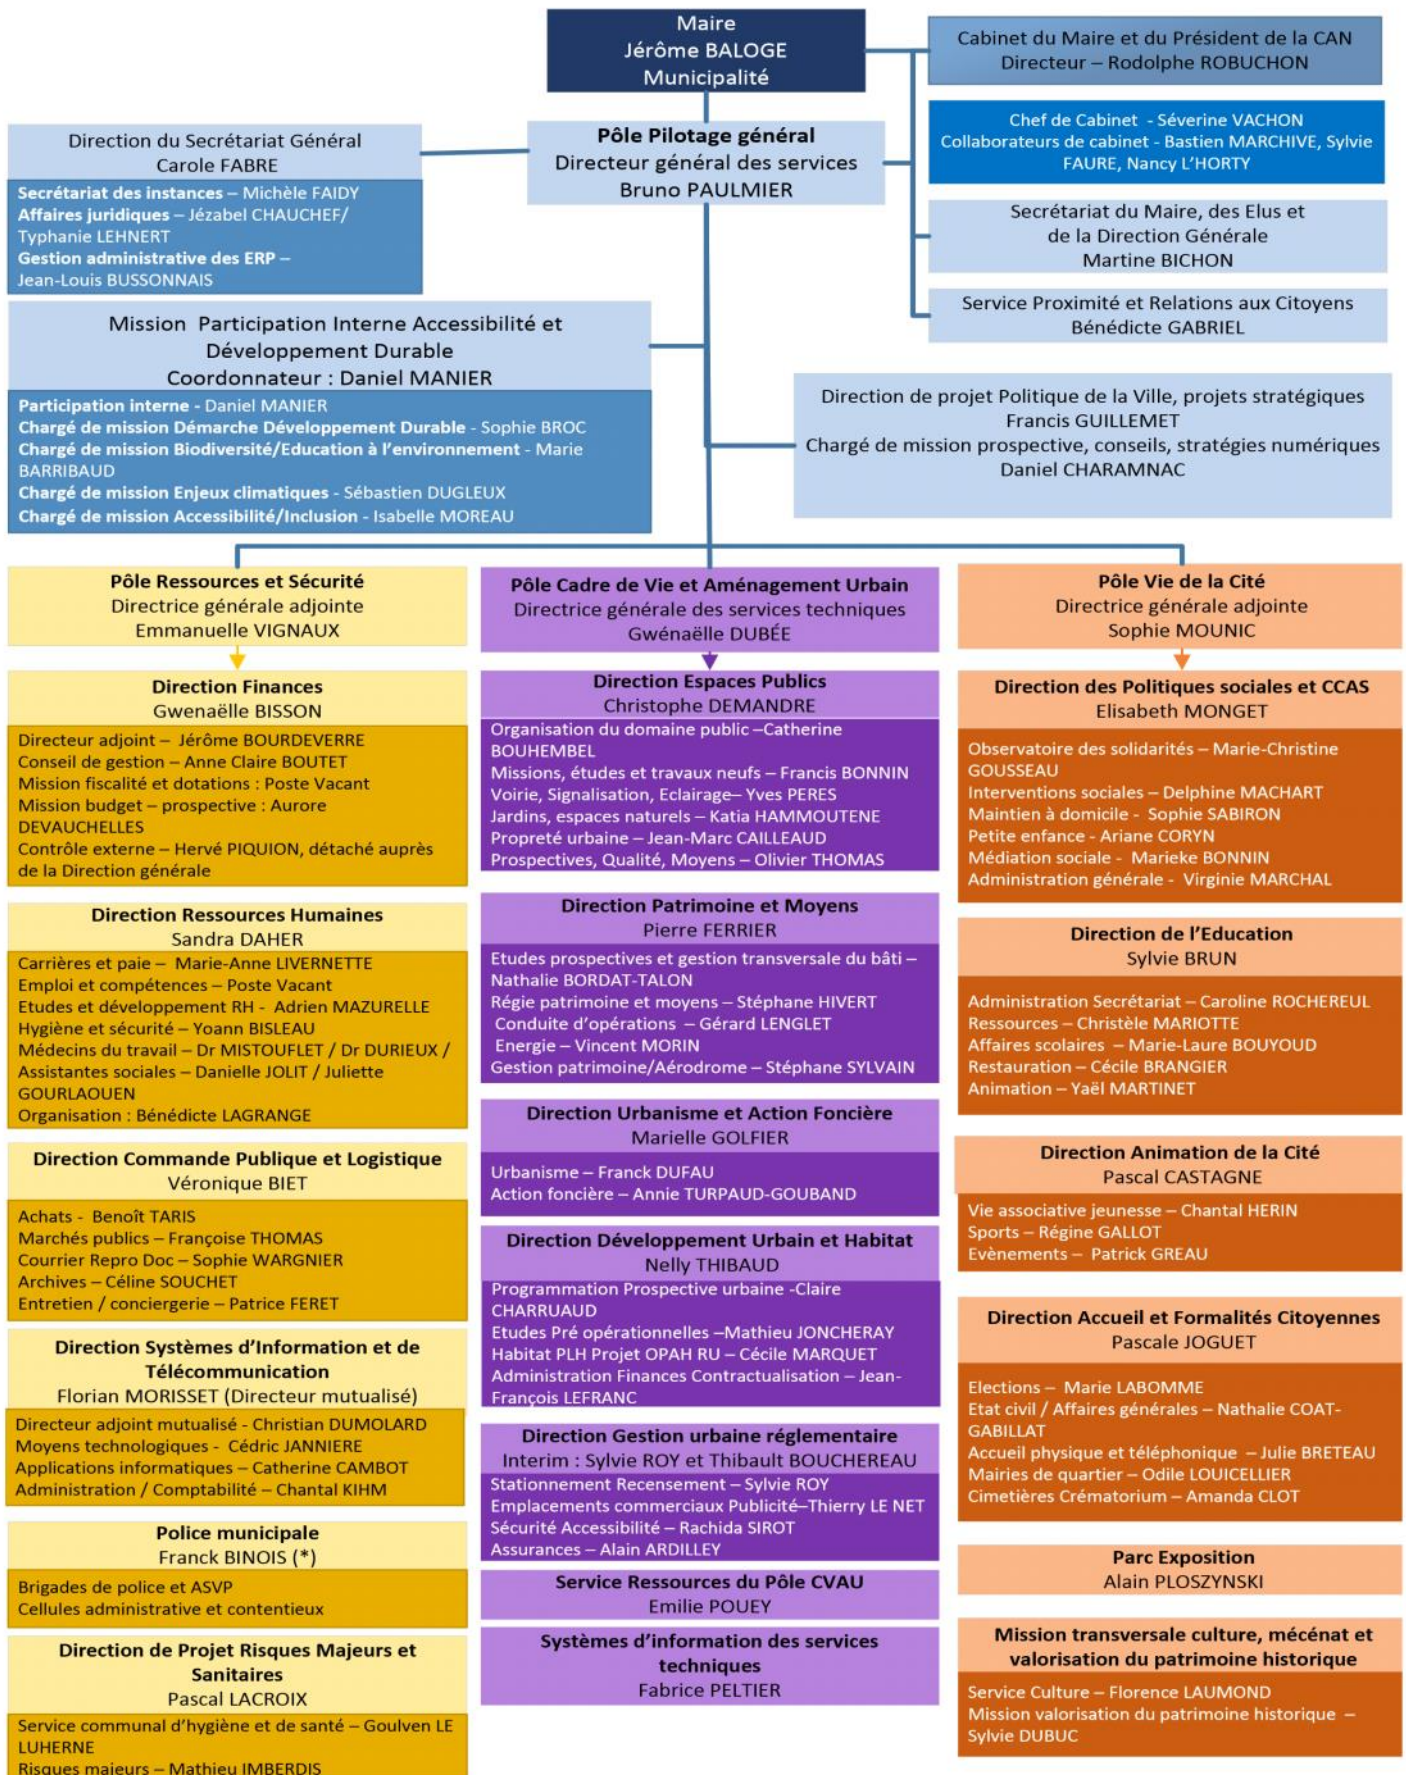 Maire
Jérôme BALOGE
Municipalité
Cabinet du Maire et du Président de la CAN
Directeur – Rodolphe ROBUCHON
Chef de Cabinet - Séverine VACHON
Collaborateurs de cabinet - Bastien MARCHIVE, Sylvie
FAURE, Nancy L'HORTY
Pôle Pilotage général
Directeur général des services
Bruno PAULMIER
Direction du Secrétariat Général
Carole FABRE
Secrétariat des instances – Michèle FAIDY
Affaires juridiques – Jézabel CHAUCHEF/
Typhanie LEHNERT
Gestion administrative des ERP –
Jean-Louis BUSSONNAIS
Secrétariat du Maire, des Elus et
de la Direction Générale
Martine BICHON
Service Proximité et Relations aux Citoyens
Bénédicte GABRIEL
Mission Participation Interne Accessibilité et
Développement Durable
Coordonnateur : Daniel MANIER
Participation interne - Daniel MANIER
Chargé de mission Démarche Développement Durable - Sophie BROC
Chargé de mission Biodiversité/Education à l'environnement - Marie
BARRIBAUD
Chargé de mission Enjeux climatiques - Sébastien DUGLEUX
Chargé de mission Accessibilité/Inclusion - Isabelle MOREAU
Direction de projet Politique de la Ville, projets stratégiques
Francis GUILLEMET
Chargé de mission prospective, conseils, stratégies numériques
Daniel CHARAMNAC
Pôle Ressources et Sécurité
Directrice générale adjointe
Emmanuelle VIGNAUX
Direction Finances
Gwenaëlle BISSON
Directeur adjoint – Jérôme BOURDEVERRE
Conseil de gestion – Anne Claire BOUTET
Mission fiscalité et dotations : Poste Vacant
Mission budget – prospective : Aurore
DEVAUCHELLES
Contrôle externe – Hervé PIQUION, détaché auprès
de la Direction générale
Direction Ressources Humaines
Sandra DAHER
Carrières et paie – Marie-Anne LIVERNETTE
Emploi et compétences – Poste Vacant
Etudes et développement RH - Adrien MAZURELLE
Hygiène et sécurité – Yoann BISLEAU
Médecins du travail – Dr MISTOUFLET / Dr DURIEUX /
Assistantes sociales – Danielle JOLIT / Juliette
GOURLAOUEN
Organisation : Bénédicte LAGRANGE
Direction Commande Publique et Logistique
Véronique BIET
Achats - Benoît TARIS
Marchés publics – Françoise THOMAS
Courrier Repro Doc – Sophie WARGNIER
Archives – Céline SOUCHET
Entretien / conciergerie – Patrice FERET
Direction Systèmes d'Information et de
Télécommunication
Florian MORISSET (Directeur mutualisé)
Directeur adjoint mutualisé - Christian DUMOLARD
Moyens technologiques - Cédric JANNIERE
Applications informatiques – Catherine CAMBOT
Administration / Comptabilité – Chantal KIHM
Police municipale
Franck BINOIS (*)
Brigades de police et ASVP
Cellules administrative et contentieux
Direction de Projet Risques Majeurs et
Sanitaires
Pascal LACROIX
Service communal d'hygiène et de santé – Goulven LE
LUHERNE
Risques majeurs – Mathieu IMBERDIS
Pôle Cadre de Vie et Aménagement Urbain
Directrice générale des services techniques
Gwénaëlle DUBÉE
Direction Espaces Publics
Christophe DEMANDRE
Organisation du domaine public –Catherine
BOUHEMBEL
Missions, études et travaux neufs – Francis BONNIN
Voirie, Signalisation, Eclairage– Yves PERES
Jardins, espaces naturels – Katia HAMMOUTENE
Propreté urbaine – Jean-Marc CAILLEAUD
Prospectives, Qualité, Moyens – Olivier THOMAS
Direction Patrimoine et Moyens
Pierre FERRIER
Etudes prospectives et gestion transversale du bâti –
Nathalie BORDAT-TALON
Régie patrimoine et moyens – Stéphane HIVERT
Conduite d'opérations – Gérard LENGLET
Energie – Vincent MORIN
Gestion patrimoine/Aérodrome – Stéphane SYLVAIN
Direction Urbanisme et Action Foncière
Marielle GOLFIER
Urbanisme – Franck DUFAU
Action foncière – Annie TURPAUD-GOUBAND
Direction Développement Urbain et Habitat
Nelly THIBAUD
Programmation Prospective urbaine -Claire
CHARRUAUD
Etudes Pré opérationnelles –Mathieu JONCHERAY
Habitat PLH Projet OPAH RU – Cécile MARQUET
Administration Finances Contractualisation – Jean-
François LEFRANC
Direction Gestion urbaine réglementaire
Interim : Sylvie ROY et Thibault BOUCHEREAU
Stationnement Recensement – Sylvie ROY
Emplacements commerciaux Publicité–Thierry LE NET
Sécurité Accessibilité – Rachida SIROT
Assurances – Alain ARDILLEY
Service Ressources du Pôle CVAU
Emilie POUEY
Systèmes d'information des services
techniques
Fabrice PELTIER
Pôle Vie de la Cité
Directrice générale adjointe
Sophie MOUNIC
Direction des Politiques sociales et CCAS
Elisabeth MONGET
Observatoire des solidarités – Marie-Christine
GOUSSEAU
Interventions sociales – Delphine MACHART
Maintien à domicile - Sophie SABIRON
Petite enfance - Ariane CORYN
Médiation sociale - Marieke BONNIN
Administration générale - Virginie MARCHAL
Direction de l'Education
Sylvie BRUN
Administration Secrétariat – Caroline ROCHEREUL
Ressources – Christèle MARIOTTE
Affaires scolaires – Marie-Laure BOUYOUD
Restauration – Cécile BRANGIER
Animation – Yaël MARTINET
Direction Animation de la Cité
Pascal CASTAGNE
Vie associative jeunesse – Chantal HERIN
Sports – Régine GALLOT
Evènements – Patrick GREAU
Direction Accueil et Formalités Citoyennes
Pascale JOGUET
Elections – Marie LABOMME
Etat civil / Affaires générales – Nathalie COAT-
GABILLAT
Accueil physique et téléphonique – Julie BRETEAU
Mairies de quartier – Odile LOUICELLIER
Cimetières Crématorium – Amanda CLOT
Parc Exposition
Alain PLOSZYNSKI
Mission transversale culture, mécénat et
valorisation du patrimoine historique
Service Culture – Florence LAUMOND
Mission valorisation du patrimoine historique –
Sylvie DUBUC